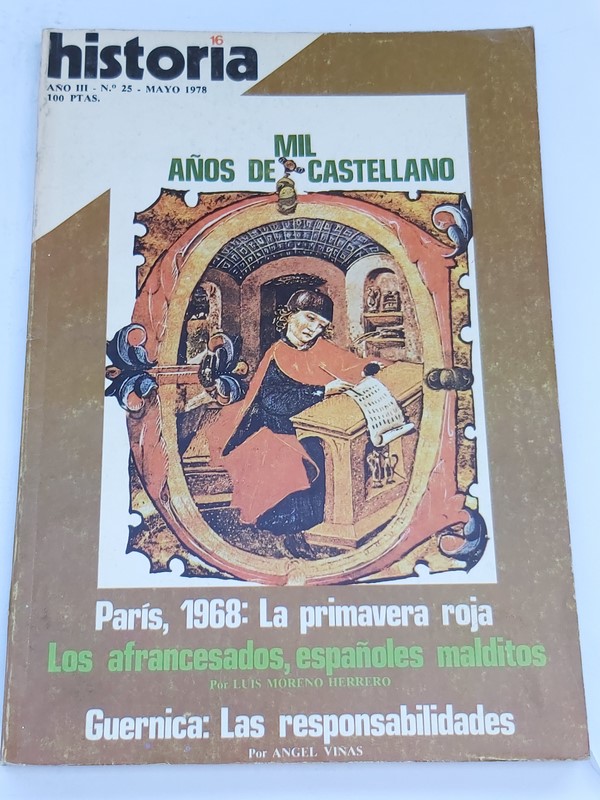 historia 16
AÑO III - N.º 25 - MAYO 1978
100 PTAS.
MIL
AÑOS DE CASTELLANO
París, 1968: La primavera roja
Los afrancesados, españoles malditos
Por LUIS MORENO HERRERO
Guernica: Las responsabilidades
Por ANGEL VIÑAS